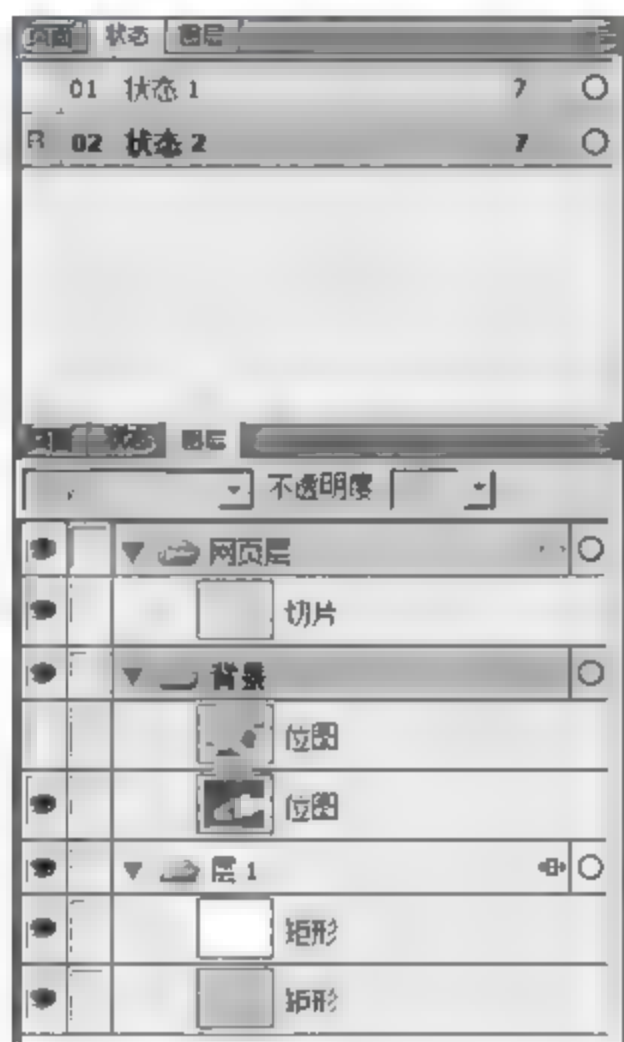 页面 状态 图层
01 状态 1 7
02 状态 2 7
页面 状态 图层
不透明度
网页层
切片
背景
位图
位图
层 1
矩形
矩形